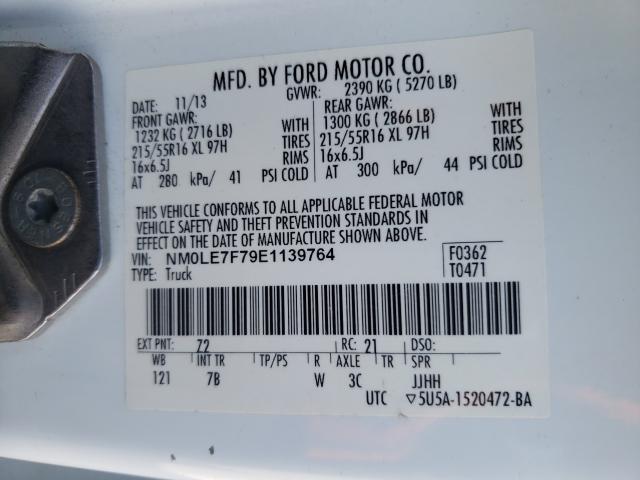 MFD. BY FORD MOTOR CO.
DATE: 11/13 GVWR: 2390 KG ( 5270 LB)
FRONT GAWR: REAR GAWR:
1232 KG ( 2716 LB) WITH 1300 KG ( 2866 LB) WITH
215/55R16 XL 97H TIRES 215/55R16 XL 97H TIRES
16x6.5J RIMS 16x6.5J RIMS
AT 280 kPa/ 41 PSI COLD AT 300 kPa/ 44 PSI COLD
THIS VEHICLE CONFORMS TO ALL APPLICABLE FEDERAL MOTOR
VEHICLE SAFETY AND THEFT PREVENTION STANDARDS IN
EFFECT ON THE DATE OF MANUFACTURE SHOWN ABOVE.
VIN: NM0LE7F79E1139764 F0362
TYPE: Truck T0471
EXT PNT: Z2 RC: 21 DSO:
WB INT TR TP/PS R AXLE TR SPR
121 7B W 3C JJHH
UTC ▽5U5A-1520472-BA